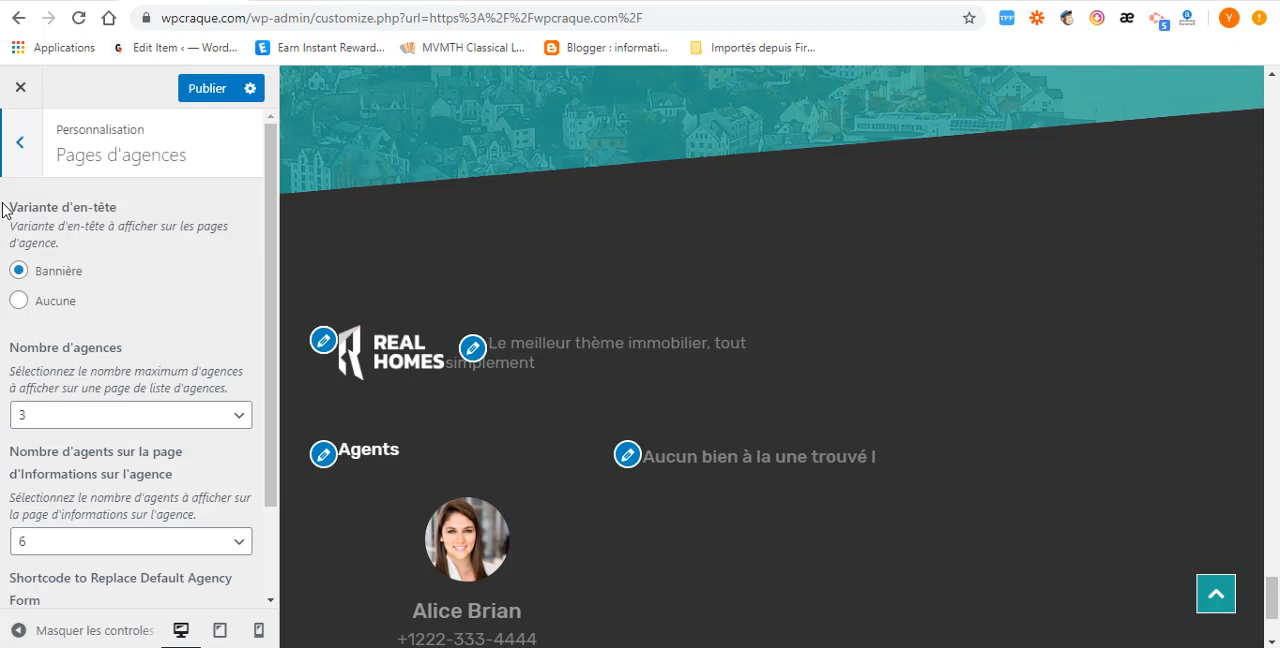 wpcraque.com/wp-admin/customize.php?url=https%3A%2F%2Fwpcraque.com%2F
TFF
æ
5
Y
Applications
G
Edit Item ‹ — Word...
Earn Instant Reward...
MVMTH Classical L...
Blogger : informati...
Importés depuis Fir...
Publier
Personnalisation
Pages d'agences
Variante d'en-tête
Variante d'en-tête à afficher sur les pages
d'agence.
Bannière
Aucune
Nombre d'agences
Sélectionnez le nombre maximum d'agences
à afficher sur une page de liste d'agences.
3
Nombre d'agents sur la page
d'Informations sur l'agence
Sélectionnez le nombre d'agents à afficher sur
la page d'informations sur l'agence.
6
Shortcode to Replace Default Agency
Form
Masquer les controles
REAL
HOMES
Le meilleur thème immobilier, tout
simplement
Agents
Aucun bien à la une trouvé !
Alice Brian
+1222-333-4444